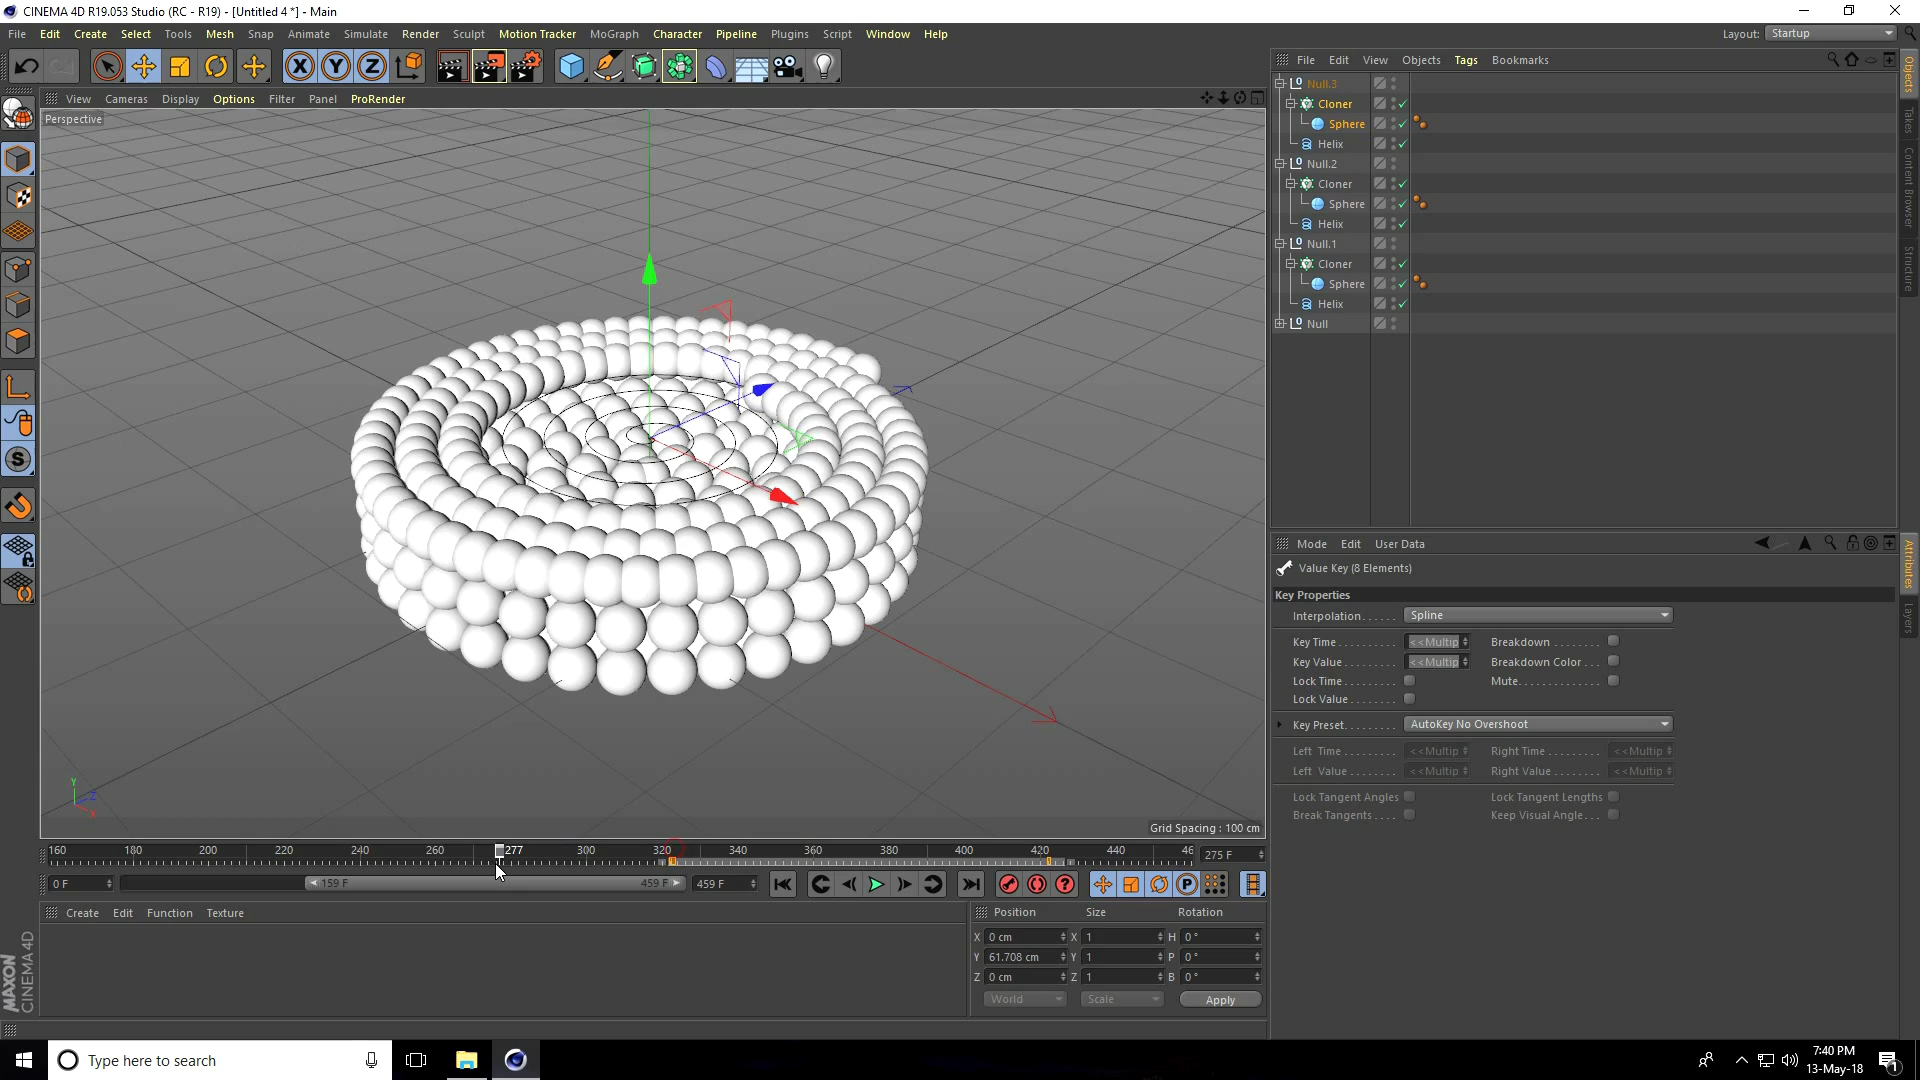 CINEMA 4D R19.053 Studio (RC - R19) - [Untitled 4 *] - Main
File Edit Create Select Tools Mesh Snap Animate Simulate Render Sculpt Motion Tracker MoGraph Character Pipeline Plugins Script Window Help
Layout: Startup
View Cameras Display Options Filter Panel ProRender
Perspective
Grid Spacing : 100 cm
File Edit View Objects Tags Bookmarks
Null.3
Cloner
Sphere
Helix
Null.2
Cloner
Sphere
Helix
Null.1
Cloner
Sphere
Helix
Null
Objects
Takes
Content Browser
Structure
Mode Edit User Data
Value Key (8 Elements)
Key Properties
Interpolation...... Spline
Key Time......... <<Multip Breakdown........
Key Value........ <<Multip Breakdown Color...
Lock Time........ Mute.............
Lock Value........
Key Preset........ AutoKey No Overshoot
Left Time......... <<Multip Right Time......... <<Multip
Left Value........ <<Multip Right Value........ <<Multip
Lock Tangent Angles Lock Tangent Lengths
Break Tangents.... Keep Visual Angle...
Attributes
Layers
Y
Z
X
160 180 200 220 240 260 277 300 320 340 360 380 400 420 440 46
275 F
0 F 159 F 459 F 459 F
Create Edit Function Texture
Position Size Rotation
X 0 cm X 1 H 0 °
Y 61.708 cm Y 1 P 0 °
Z 0 cm Z 1 B 0 °
World Scale Apply
MAXON
CINEMA 4D
Type here to search
7:40 PM
13-May-18
1